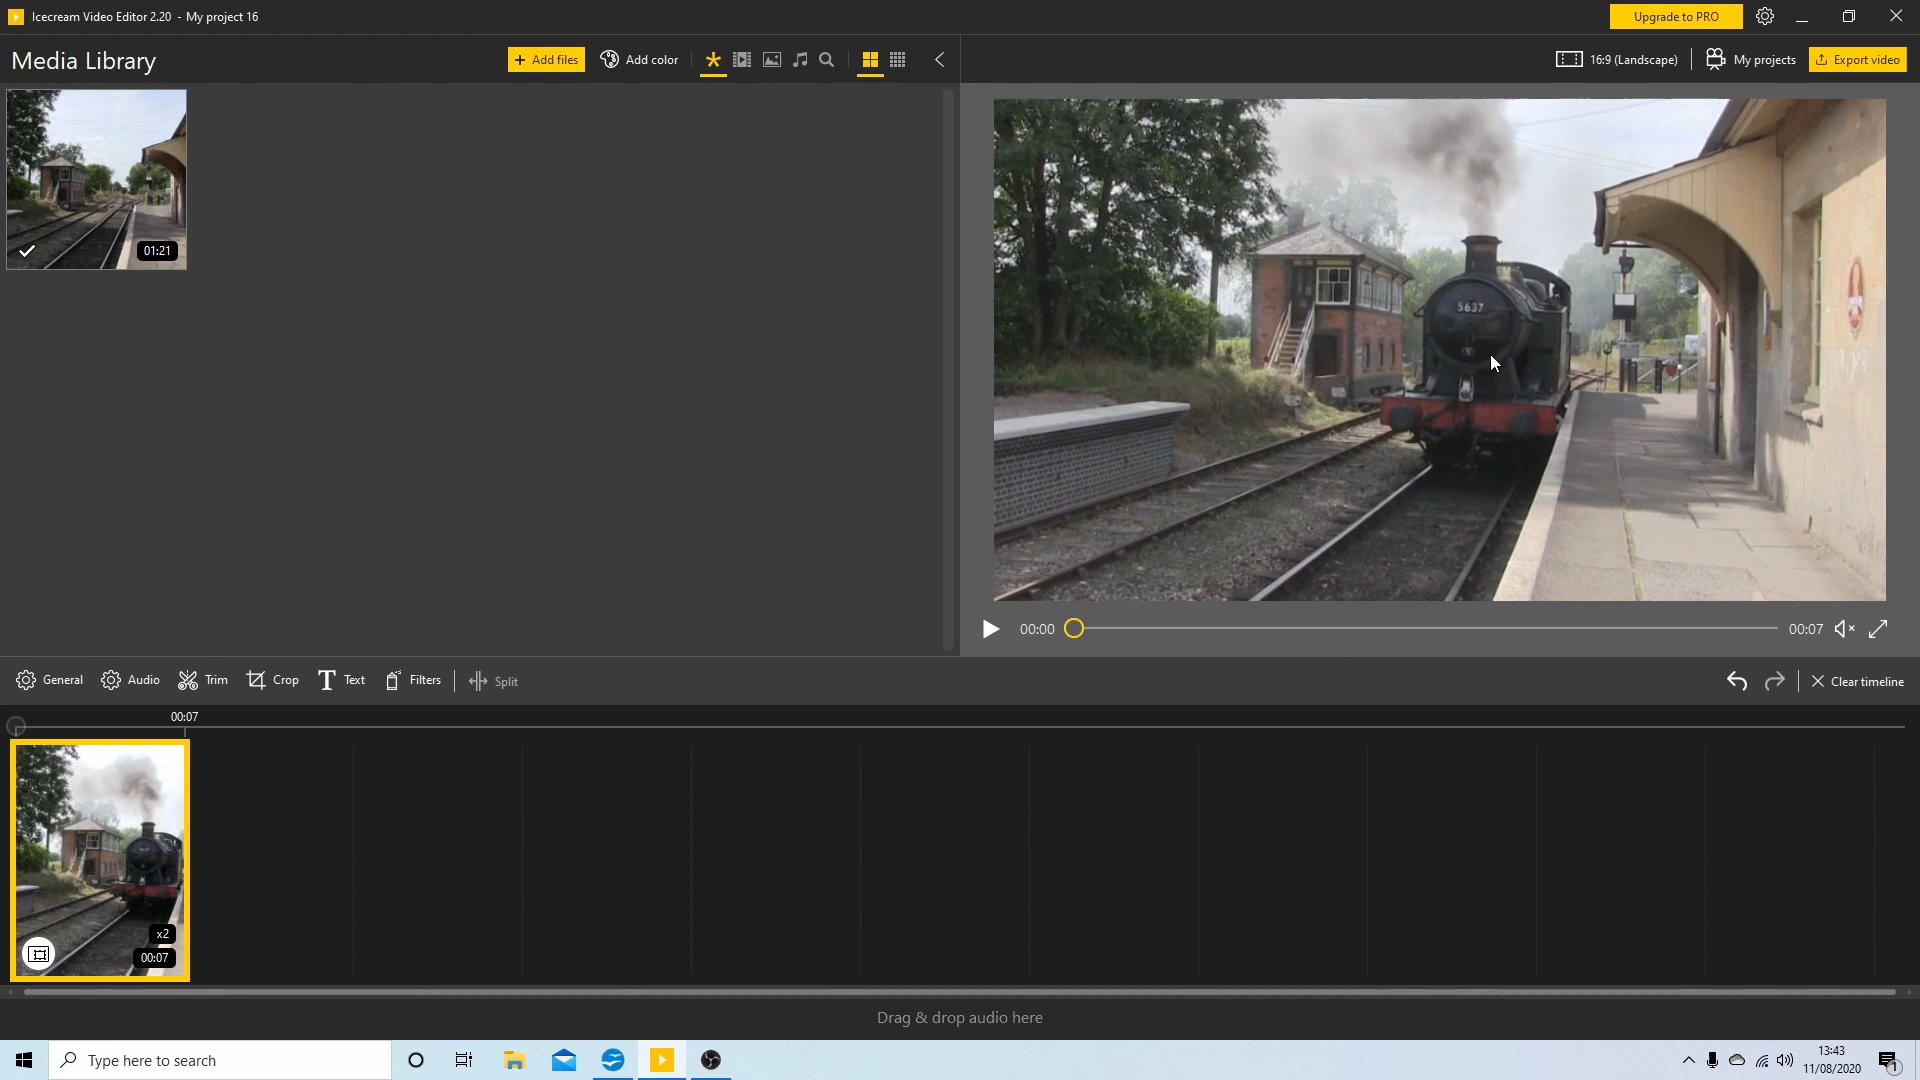 Icecream Video Editor 2.20 - My project 16
Upgrade to PRO
Media Library
Add files
Add color
16:9 (Landscape)
My projects
Export video
01:21
5637
00:00
00:07
General
Audio
Trim
Crop
Text
Filters
Split
Clear timeline
00:07
x2
00:07
Drag & drop audio here
Type here to search
13:43
11/08/2020
1